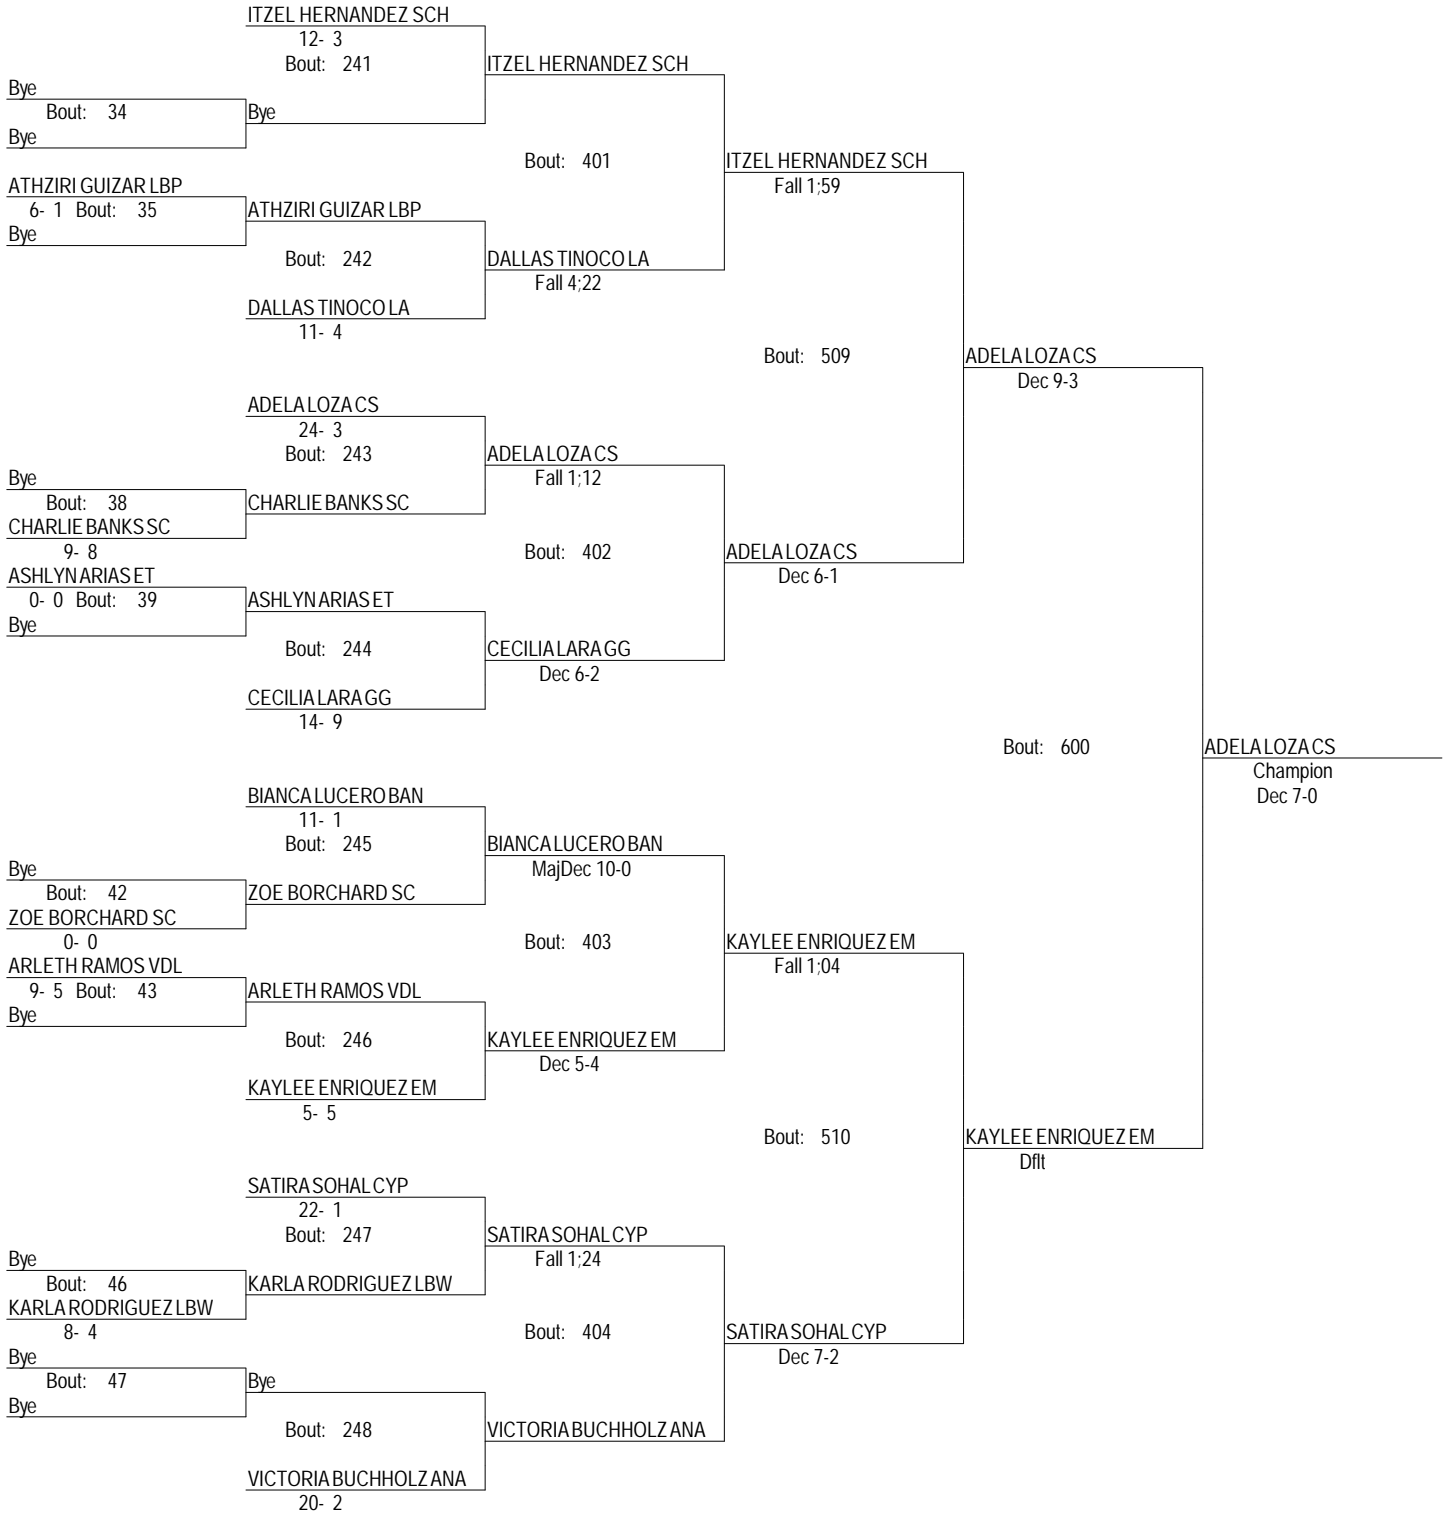 ITZEL HERNANDEZ SCH
12- 3
Bout: 241
ITZEL HERNANDEZ SCH
Bye
Bout: 34
Bye
Bye
Bout: 401
ITZEL HERNANDEZ SCH
Fall 1;59
ATHZIRI GUIZAR LBP
6- 1 Bout: 35
ATHZIRI GUIZAR LBP
Bye
Bout: 242
DALLAS TINOCO LA
Fall 4;22
DALLAS TINOCO LA
11- 4
Bout: 509
ADELA LOZA CS
Dec 9-3
ADELA LOZA CS
24- 3
Bout: 243
ADELA LOZA CS
Fall 1;12
Bye
Bout: 38
CHARLIE BANKS SC
CHARLIE BANKS SC
9- 8
Bout: 402
ADELA LOZA CS
Dec 6-1
ASHLYN ARIAS ET
0- 0 Bout: 39
ASHLYN ARIAS ET
Bye
Bout: 244
CECILIA LARA GG
Dec 6-2
CECILIA LARA GG
14- 9
Bout: 600
ADELA LOZA CS
Champion
Dec 7-0
BIANCA LUCERO BAN
11- 1
Bout: 245
BIANCA LUCERO BAN
MajDec 10-0
Bye
Bout: 42
ZOE BORCHARD SC
ZOE BORCHARD SC
0- 0
Bout: 403
KAYLEE ENRIQUEZ EM
Fall 1;04
ARLETH RAMOS VDL
9- 5 Bout: 43
ARLETH RAMOS VDL
Bye
Bout: 246
KAYLEE ENRIQUEZ EM
Dec 5-4
KAYLEE ENRIQUEZ EM
5- 5
Bout: 510
KAYLEE ENRIQUEZ EM
Dflt
SATIRA SOHAL CYP
22- 1
Bout: 247
SATIRA SOHAL CYP
Fall 1;24
Bye
Bout: 46
KARLA RODRIGUEZ LBW
KARLA RODRIGUEZ LBW
8- 4
Bout: 404
SATIRA SOHAL CYP
Dec 7-2
Bye
Bout: 47
Bye
Bye
Bout: 248
VICTORIA BUCHHOLZ ANA
VICTORIA BUCHHOLZ ANA
20- 2